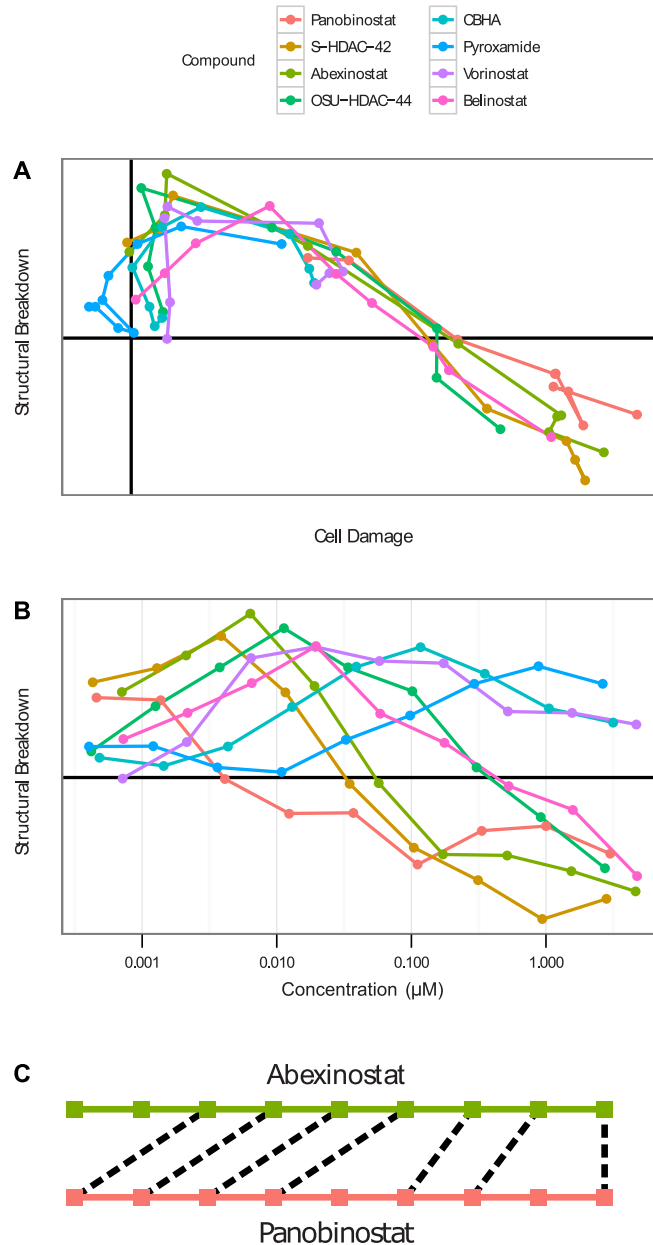 Compound
Panobinostat
S-HDAC-42
Abexinostat
OSU-HDAC-44
CBHA
Pyroxamide
Vorinostat
Belinostat
A
Structural Breakdown
Cell Damage
B
Structural Breakdown
0.001 0.010 0.100 1.000
Concentration (µM)
C
Abexinostat
Panobinostat